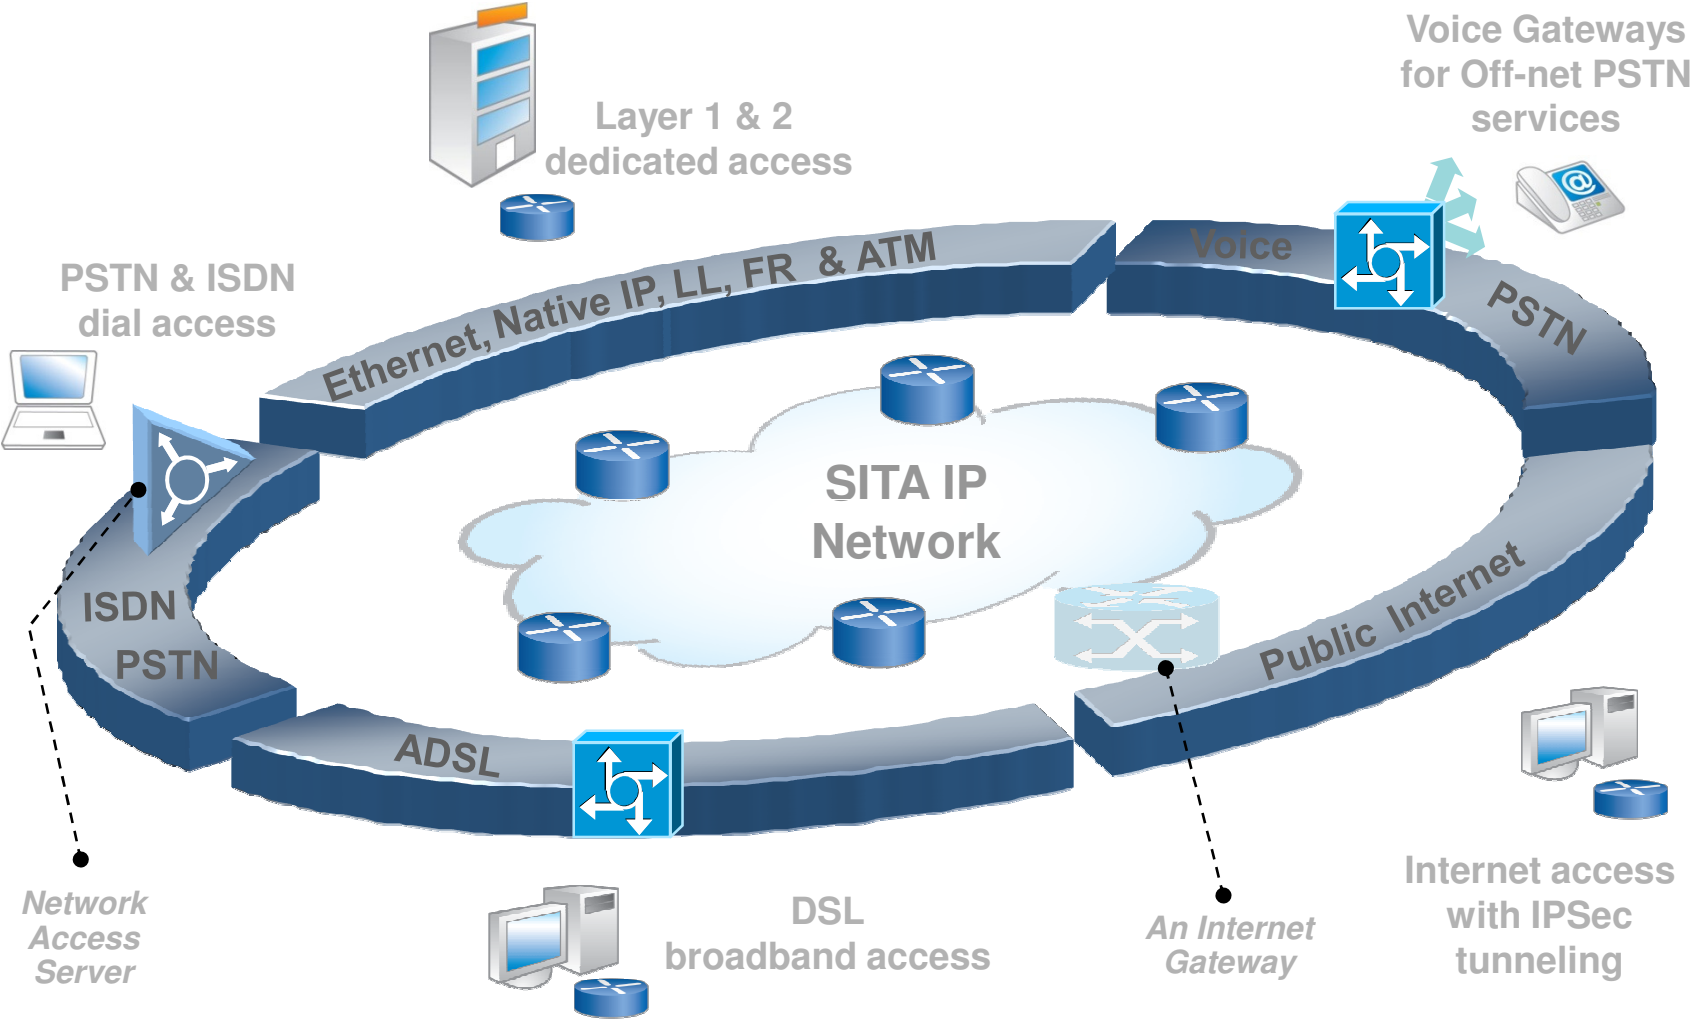 Voice Gateways
for Off-net PSTN
services
Layer 1 & 2
dedicated access
PSTN & ISDN
dial access
Ethernet, Native IP, LL, FR & ATM
Voice
PSTN
SITA IP
Network
ISDN
PSTN
Public Internet
ADSL
Network
Access
Server
DSL
broadband access
An Internet
Gateway
Internet access
with IPSec
tunneling